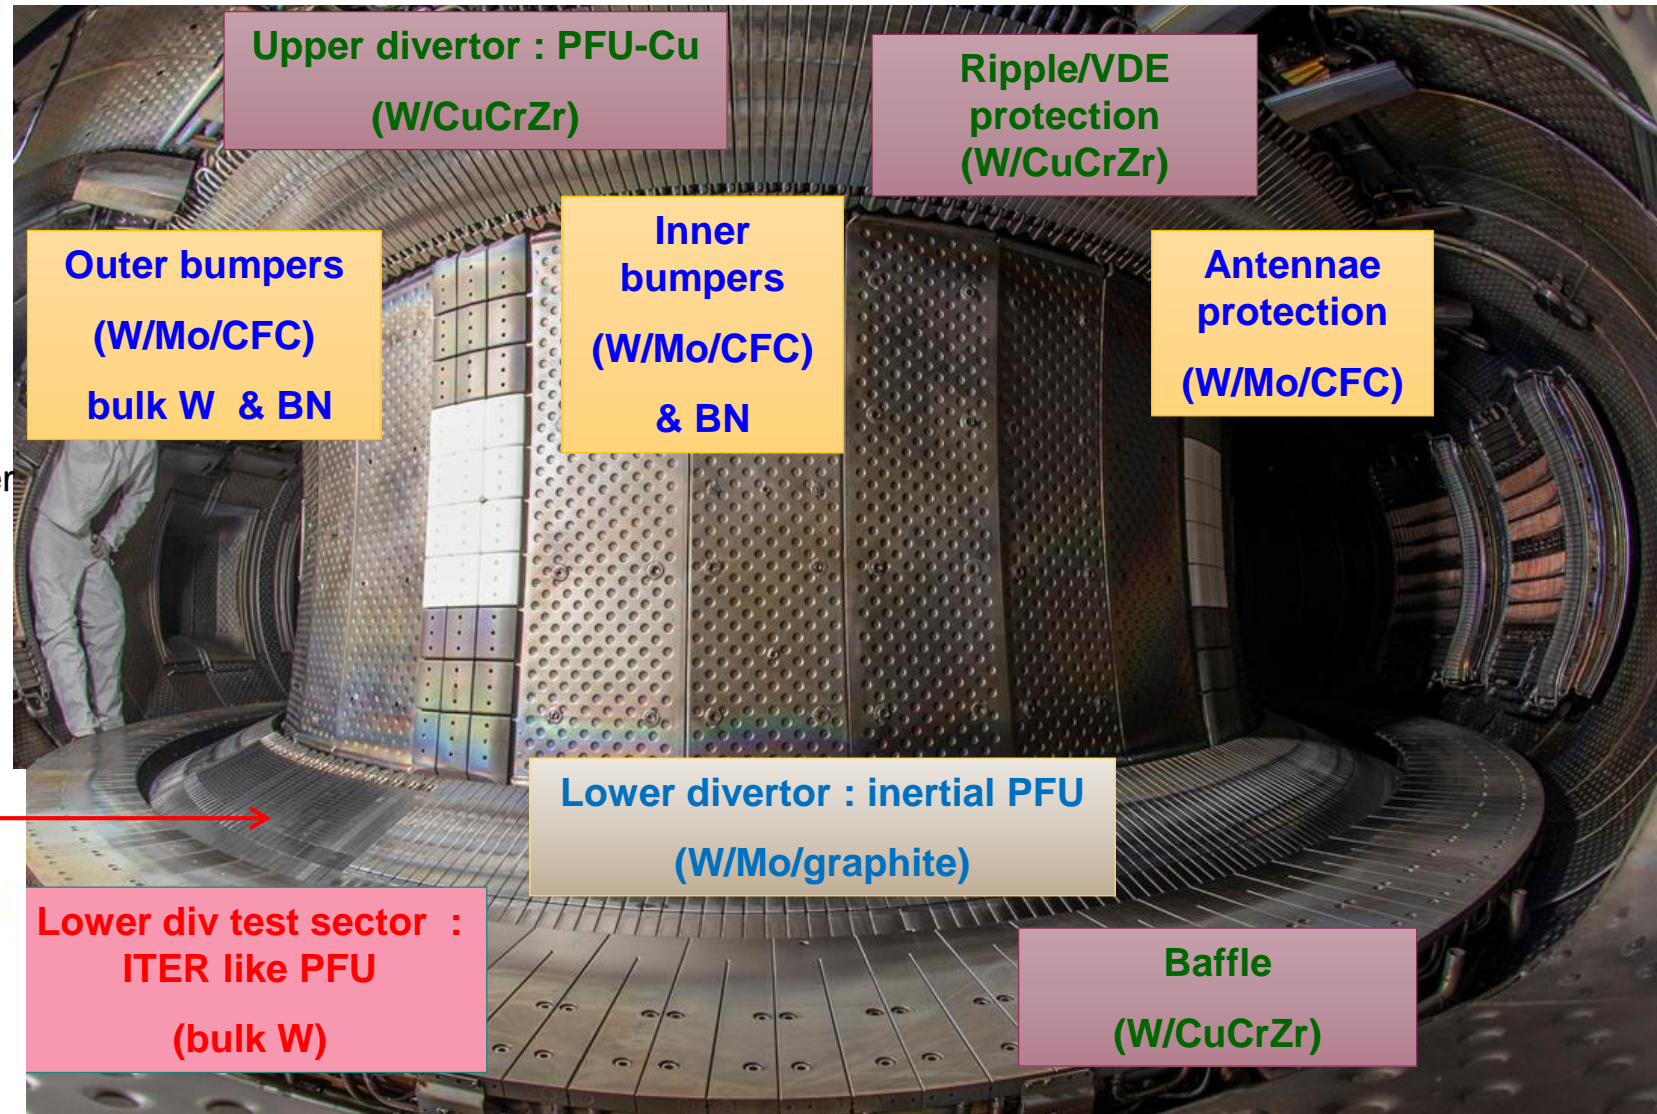 Upper divertor : PFU-Cu
(W/CuCrZr)
Ripple/VDE
protection
(W/CuCrZr)
Outer bumpers
(W/Mo/CFC)
bulk W & BN
Inner
bumpers
(W/Mo/CFC)
& BN
Antennae
protection
(W/Mo/CFC)
er
Lower divertor : inertial PFU
(W/Mo/graphite)
Lower div test sector :
ITER like PFU
(bulk W)
Baffle
(W/CuCrZr)